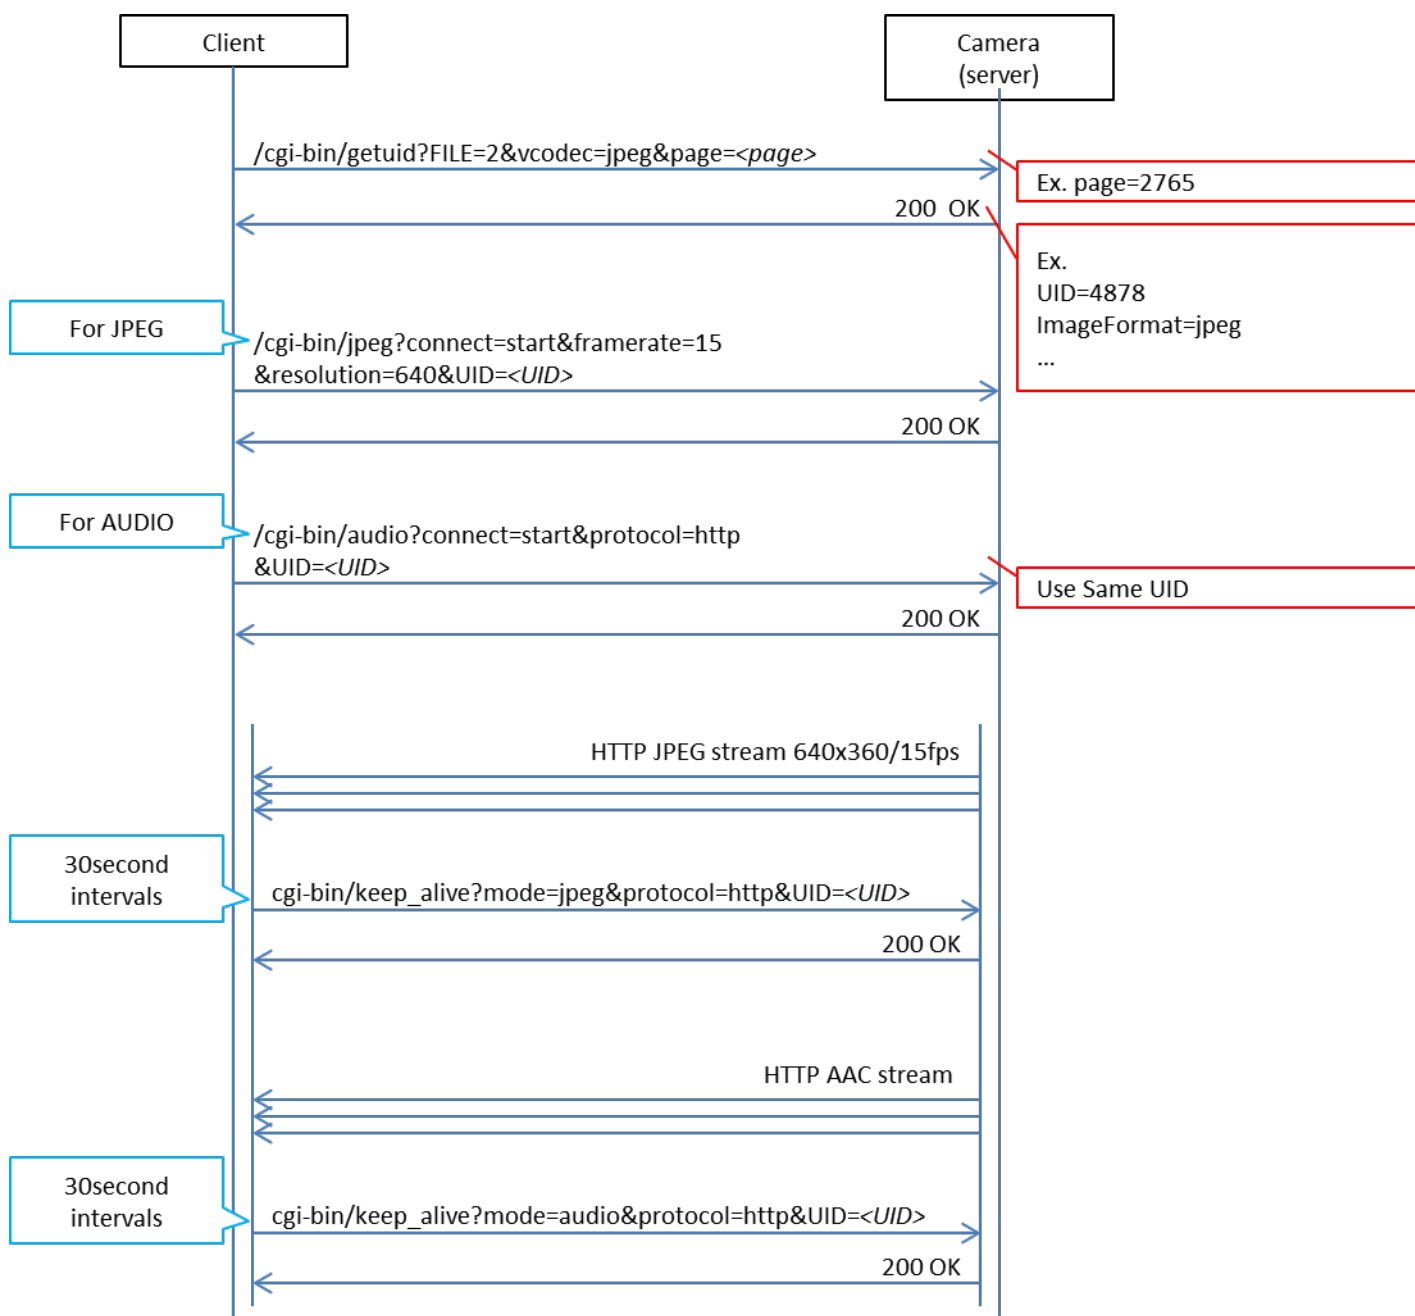 Client
Camera
(server)
/cgi-bin/getuid?FILE=2&vcodec=jpeg&page=<page>
Ex. page=2765
200 OK
Ex.
UID=4878
ImageFormat=jpeg
...
For JPEG
/cgi-bin/jpeg?connect=start&framerate=15
&resolution=640&UID=<UID>
200 OK
For AUDIO
/cgi-bin/audio?connect=start&protocol=http
&UID=<UID>
Use Same UID
200 OK
HTTP JPEG stream 640x360/15fps
30second
intervals
cgi-bin/keep_alive?mode=jpeg&protocol=http&UID=<UID>
200 OK
HTTP AAC stream
30second
intervals
cgi-bin/keep_alive?mode=audio&protocol=http&UID=<UID>
200 OK